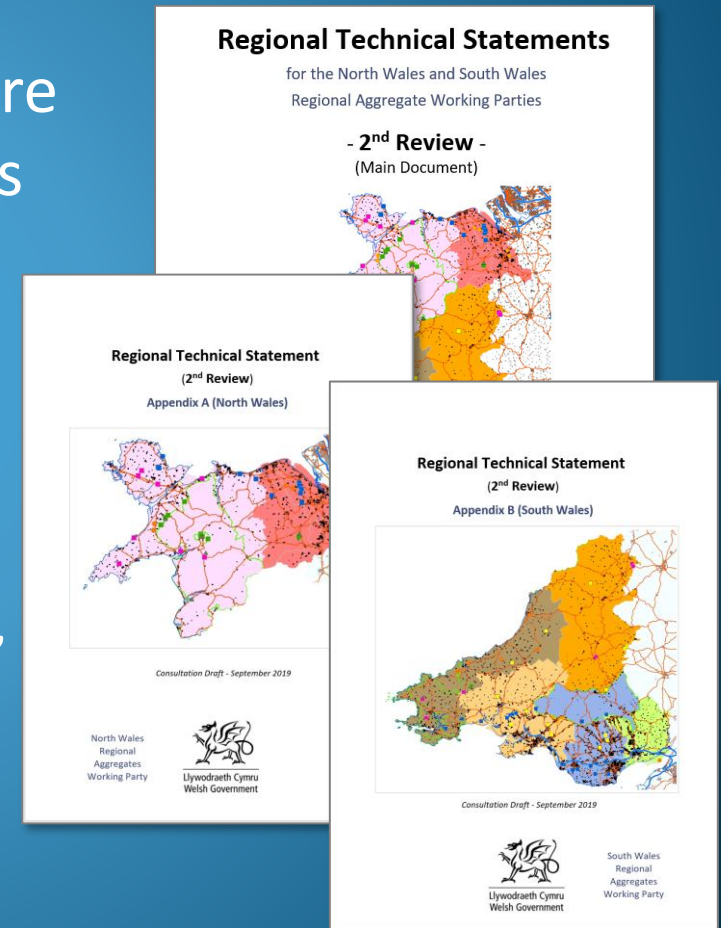 re
s
,
Regional Technical Statements
for the North Wales and South Wales
Regional Aggregate Working Parties
- 2nd Review -
(Main Document)
Regional Technical Statement
(2nd Review)
Appendix A (North Wales)
Consultation Draft - September 2019
North Wales
Regional
Aggregates
Working Party
Llywodraeth Cymru
Welsh Government
Regional Technical Statement
(2nd Review)
Appendix B (South Wales)
Consultation Draft - September 2019
Llywodraeth Cymru
Welsh Government
South Wales
Regional
Aggregates
Working Party